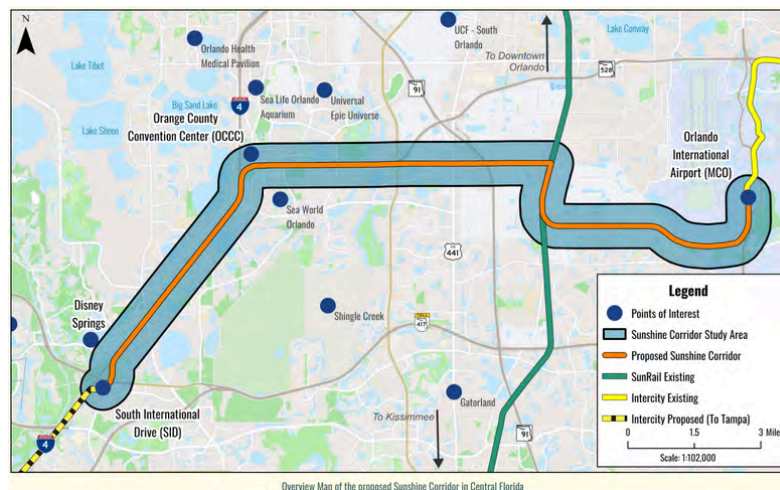 N
Lake Tibet
Orlando Health
Medical Pavilion
UCF - South
Orlando
Lake Conway
To Downtown
Orlando
528
91
Big Sand Lake
4
Sea Life Orlando
Aquarium
Universal
Epic Universe
Lake Sheen
Orange County
Convention Center (OCCC)
Orlando
International
Airport (MCO)
Sea World
Orlando
441
Disney
Springs
Shingle Creek
417
South International
Drive (SID)
Gatorland
To Kissimmee
91
4
Legend
Points of Interest
Sunshine Corridor Study Area
Proposed Sunshine Corridor
SunRail Existing
Intercity Existing
Intercity Proposed (To Tampa)
0 1.5 3 Mile
Scale: 1:102,000
Overview Map of the proposed Sunshine Corridor in Central Florida